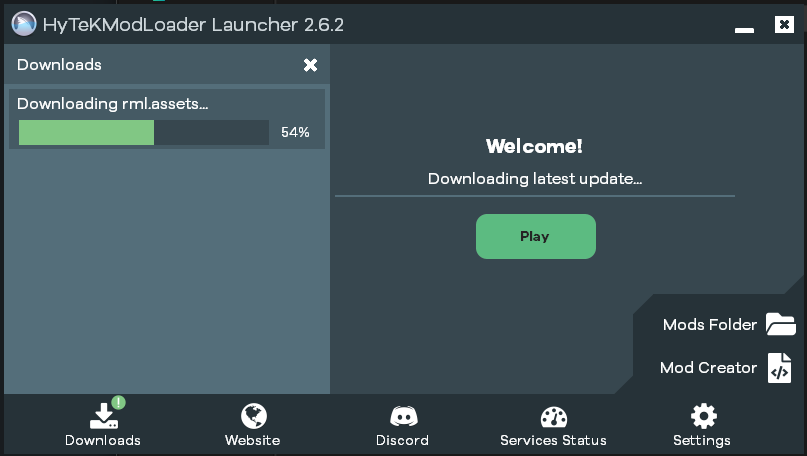 HyTeKModLoader Launcher 2.6.2
Downloads
Downloading rml.assets...
54%
Welcome!
Downloading latest update...
Play
Mods Folder
Mod Creator
Downloads
Website
Discord
Services Status
Settings